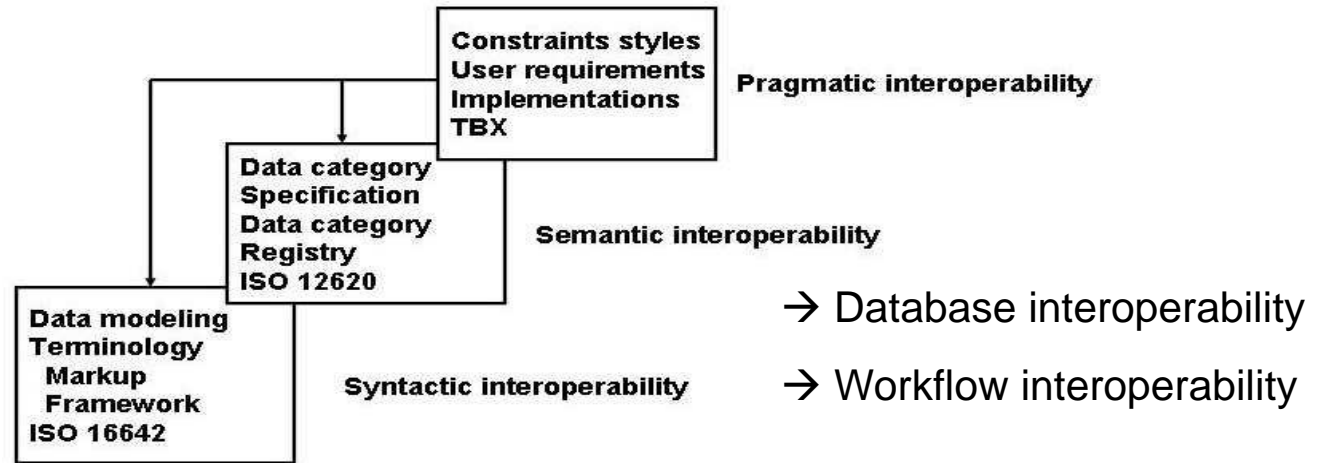 Constraints styles
User requirements
Implementations
TBX
Pragmatic interoperability
Data category
Specification
Data category
Registry
ISO 12620
Semantic interoperability
Data modeling
Terminology
Markup
Framework
ISO 16642
Syntactic interoperability
→ Database interoperability
→ Workflow interoperability